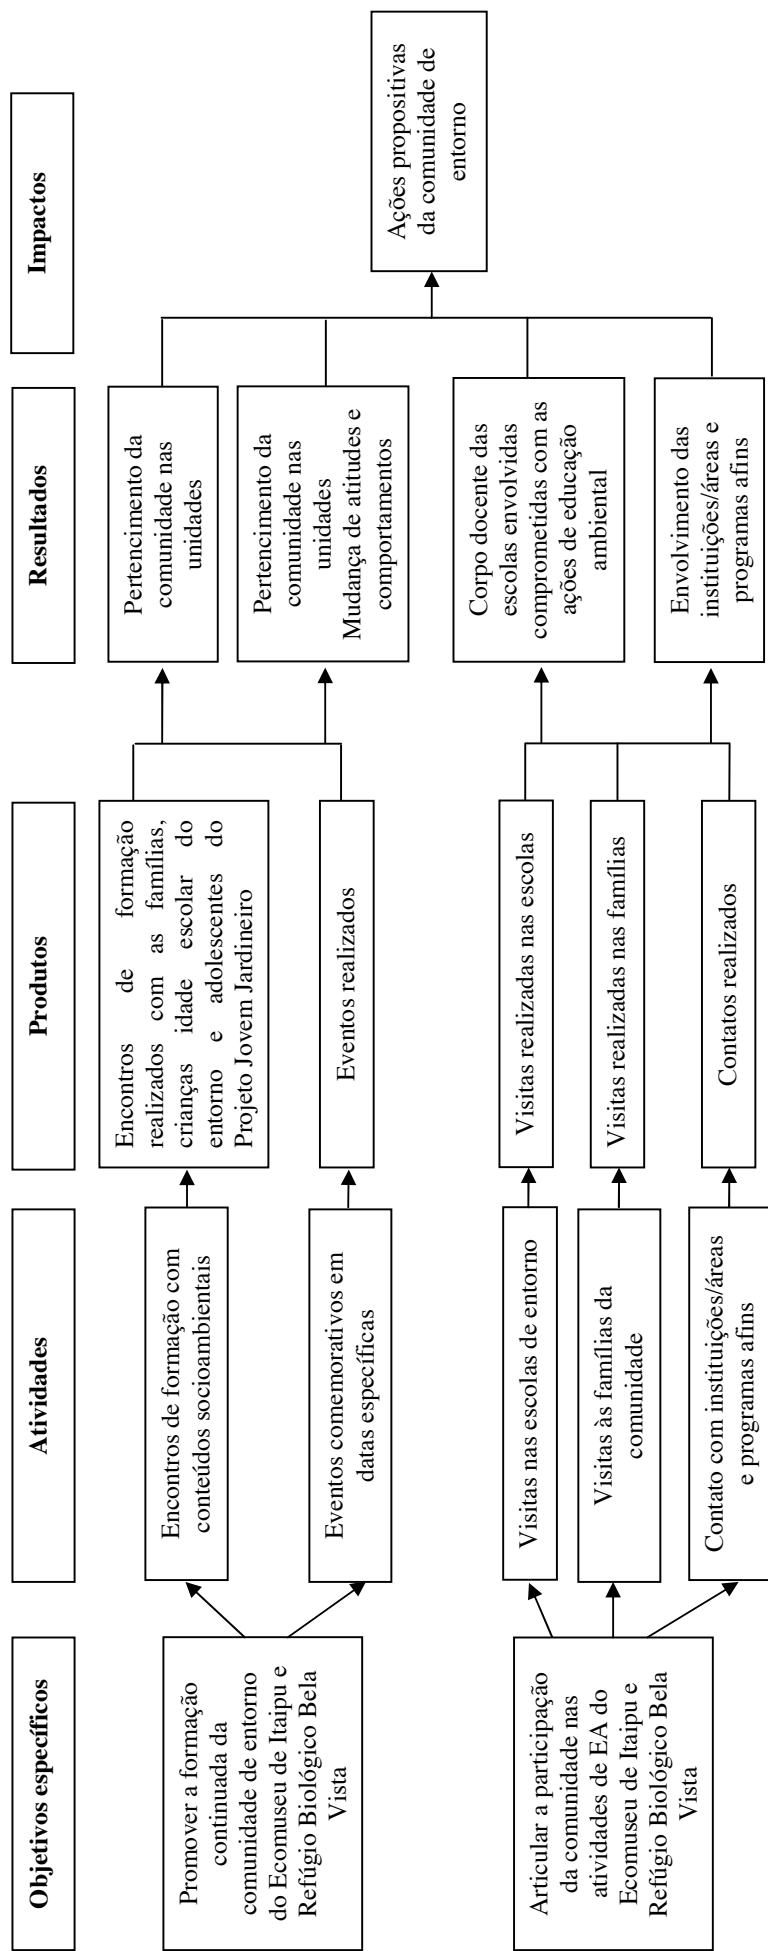 Objetivos específicos
Atividades
Produtos
Resultados
Impactos
Promover a formação
continuada da
comunidade de entorno
do Ecomuseu de Itaipu e
Refúgio Biológico Bela
Vista
Encontros de formação com
conteúdos socioambientais
Encontros de formação
realizados com as famílias,
crianças idade escolar do
entorno e adolescentes do
Projeto Jovem Jardineiro
Pertencimento da
comunidade nas
unidades
Eventos comemorativos em
datas específicas
Eventos realizados
Pertencimento da
comunidade nas
unidades
Mudança de atitudes e
comportamentos
Ações propositivas
da comunidade de
entorno
Articular a participação
da comunidade nas
atividades de EA do
Ecomuseu de Itaipu e
Refúgio Biológico Bela
Vista
Visitas nas escolas de entorno
Visitas realizadas nas escolas
Corpo docente das
escolas envolvidas
comprometidas com as
ações de educação
ambiental
Visitas às famílias da
comunidade
Visitas realizadas nas famílias
Contato com instituições/áreas
e programas afins
Contatos realizados
Envolvimento das
instituições/áreas e
programas afins